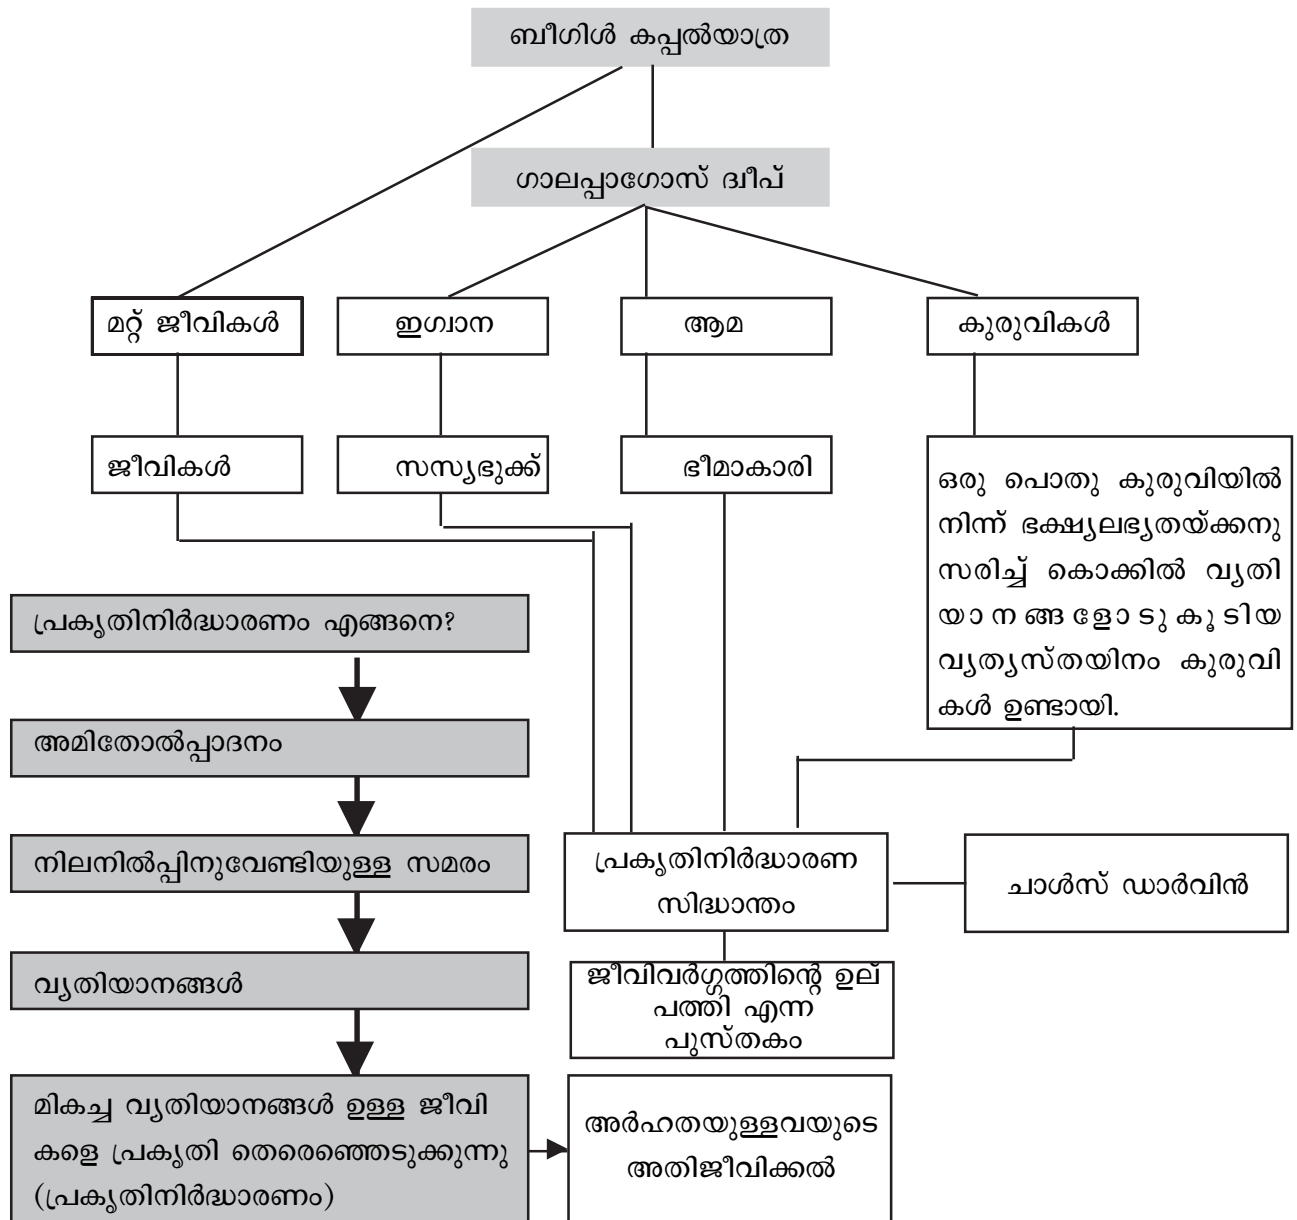 ബീഗിൾ കപ്പൽയാത്ര
ഗാലപ്പാഗോസ് ദ്വീപ്
മറ്റ് ജീവികൾ
ഇഗ്വാന
ആമ
കുരുവികൾ
ജീവികൾ
സസ്യഭുക്ക്
ഭീമാകാരി
ഒരു പൊതു കുരുവിയിൽ
നിന്ന് ഭക്ഷ്യലഭ്യതയ്ക്കനു
സരിച്ച് കൊക്കിൽ വ്യതി
യാനങ്ങളോടുകൂടിയ
വ്യത്യസ്തയിനം കുരുവി
കൾ ഉണ്ടായി.
പ്രകൃതിനിർദ്ധാരണം എങ്ങനെ?
അമിതോൽപ്പാദനം
നിലനിൽപ്പിനുവേണ്ടിയുള്ള സമരം
വ്യതിയാനങ്ങൾ
മികച്ച വ്യതിയാനങ്ങൾ ഉള്ള ജീവി
കളെ പ്രകൃതി തെരെഞ്ഞെടുക്കുന്നു
(പ്രകൃതിനിർദ്ധാരണം)
പ്രകൃതിനിർദ്ധാരണ
സിദ്ധാന്തം
ചാൾസ് ഡാർവിൻ
ജീവിവർഗ്ഗത്തിന്റെ ഉല്
പത്തി എന്ന
പുസ്തകം
അർഹതയുള്ളവയുടെ
അതിജീവിക്കൽ